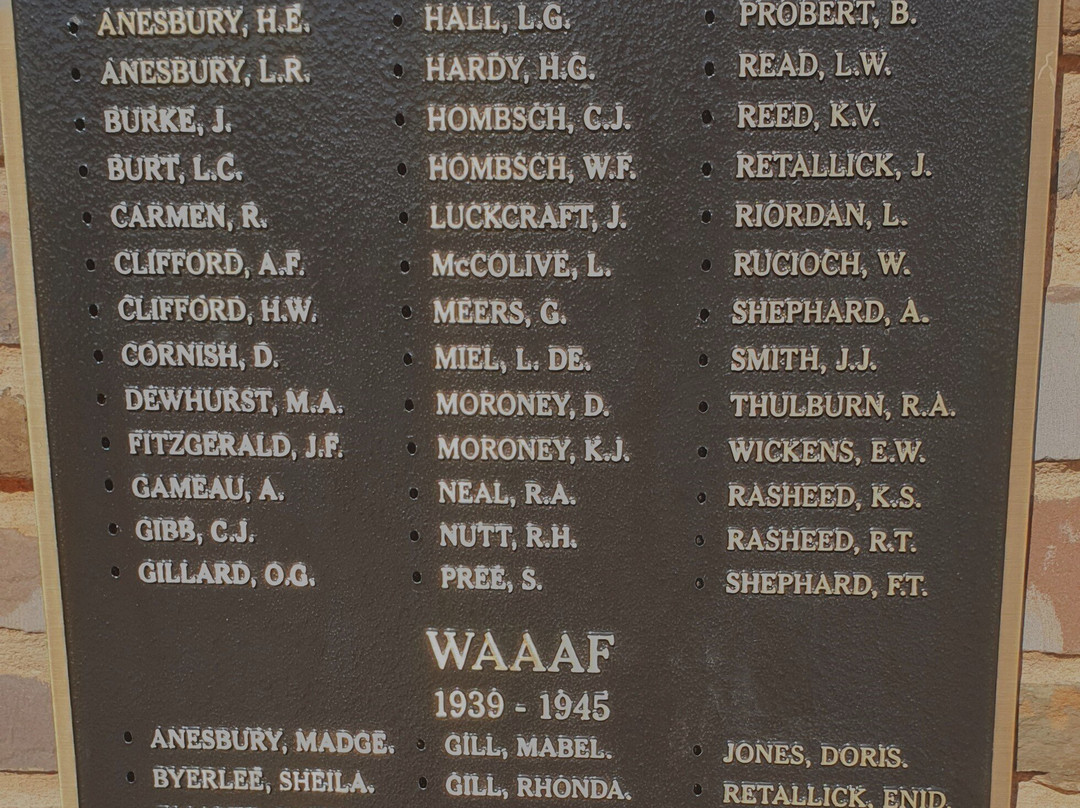 ANESBURY, H.E.
ANESBURY, L.R.
BURKE, J.
BURT, L.C.
CARMEN, R.
CLIFFORD, A.F.
CLIFFORD, H.W.
CORNISH, D.
DEWHURST, M.A.
FITZGERALD, J.F.
GAMEAU, A.
GIBB, C.J.
GILLARD, O.G.
HALL, L.G.
HARDY, H.G.
HOMBSCH, C.J.
HOMBSCH, W.F.
LUCKCRAFT, J.
McCOLIVE, L.
MEERS, G.
MIEL, L. DE.
MORONEY, D.
MORONEY, K.J.
NEAL, R.A.
NUTT, R.H.
PREE, S.
PROBERT, B.
READ, L.W.
REED, K.V.
RETALLICK, J.
RIORDAN, L.
RUCIOCH, W.
SHEPHARD, A.
SMITH, J.J.
THULBURN, R.A.
WICKENS, E.W.
RASHEED, K.S.
RASHEED, R.T.
SHEPHARD, F.T.
WAAAF
1939 - 1945
ANESBURY, MADGE.
BYERLEE, SHEILA.
GILL, MABEL.
GILL, RHONDA.
JONES, DORIS.
RETALLICK, ENID.